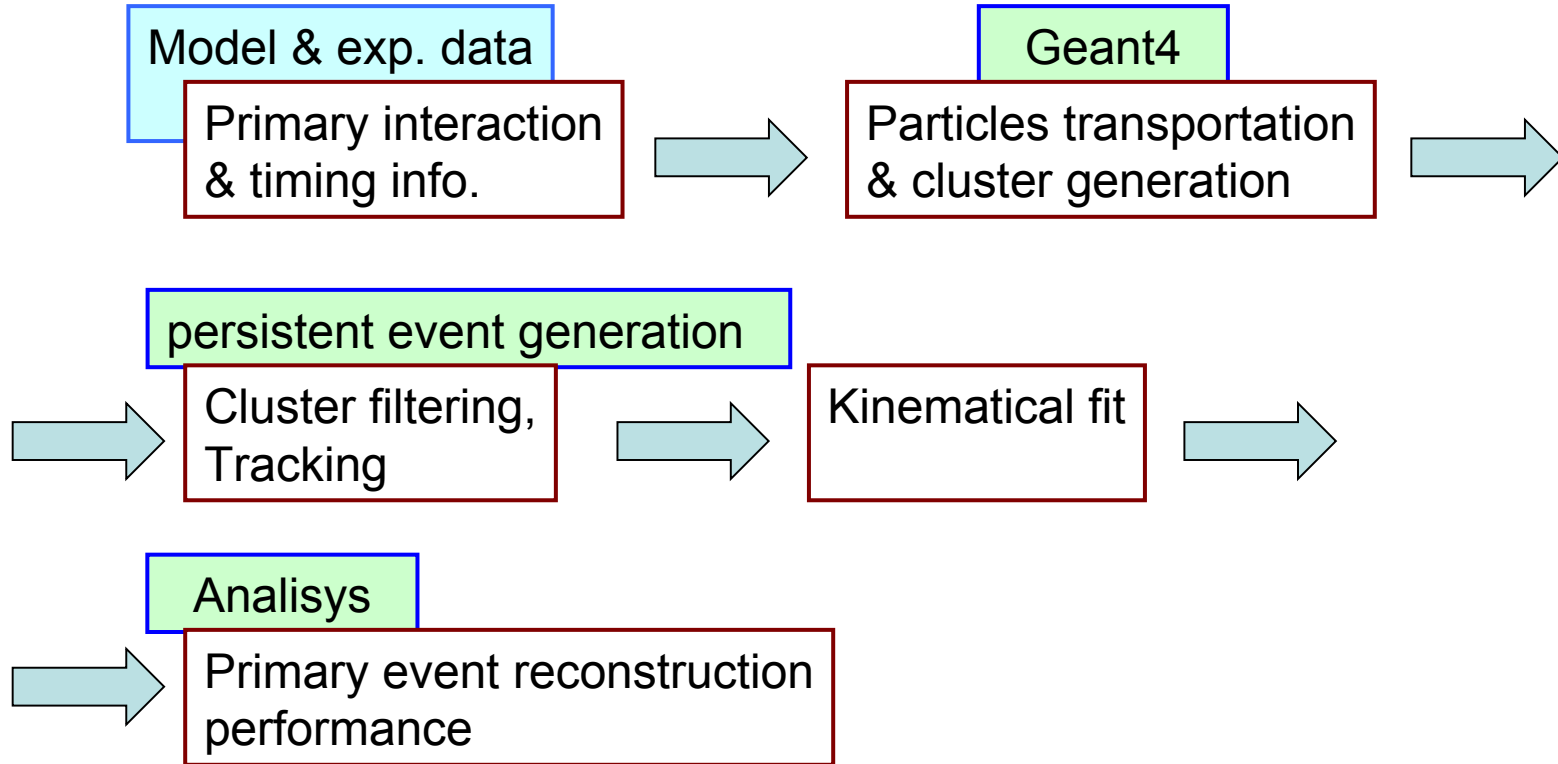 Model & exp. data
Primary interaction
& timing info.
Geant4
Particles transportation
& cluster generation
persistent event generation
Cluster filtering,
Tracking
Kinematical fit
Analisys
Primary event reconstruction
performance